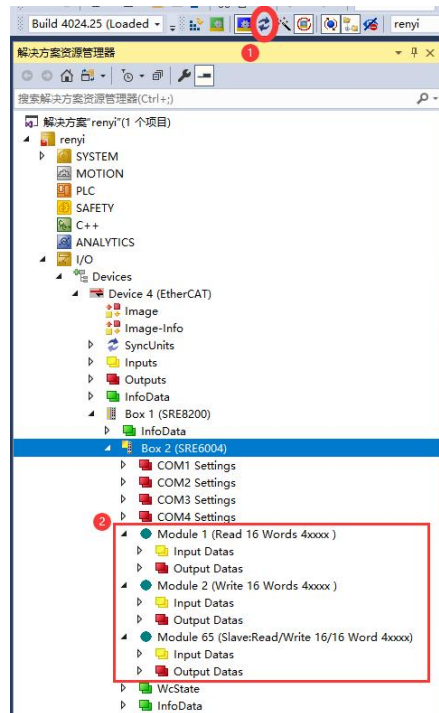 Build 4024.25 (Loaded
renyi
1
解决方案资源管理器
搜索解决方案资源管理器(Ctrl+;)
解决方案"renyi"(1 个项目)
renyi
SYSTEM
MOTION
PLC
SAFETY
C++
ANALYTICS
I/O
Devices
Device 4 (EtherCAT)
Image
Image-Info
SyncUnits
Inputs
Outputs
InfoData
Box 1 (SRE8200)
InfoData
Box 2 (SRE6004)
COM1 Settings
COM2 Settings
COM3 Settings
COM4 Settings
2
Module 1 (Read 16 Words 4xxxx )
Input Datas
Output Datas
Module 2 (Write 16 Words 4xxxx )
Input Datas
Output Datas
Module 65 (Slave:Read/Write 16/16 Word 4xxxx)
Input Datas
Output Datas
WcState
InfoData